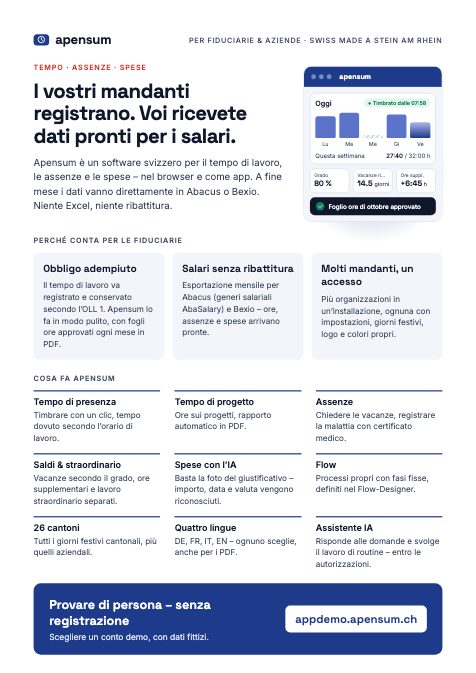 apensum
PER FIDUCIARIE & AZIENDE · SWISS MADE A STEIN AM RHEIN
TEMPO · ASSENZE · SPESE
I vostri mandanti
registrano. Voi ricevete
dati pronti per i salari.
Apensum è un software svizzero per il tempo di lavoro,
le assenze e le spese – nel browser e come app. A fine
mese i dati vanno direttamente in Abacus o Bexio.
Niente Excel, niente ribattitura.
apensum
Oggi
Timbrato dalle 07:58
Lu Ma Me Gi Ve
Questa settimana 27:40 / 32:00 h
Grado
80 %
Vacanze ri...
14.5 giorni
Ore suppl.
+6:45 h
Foglio ore di ottobre approvato
PERCHÉ CONTA PER LE FIDUCIARIE
Obbligo adempiuto
Il tempo di lavoro va
registrato e conservato
secondo l'OLL 1. Apensum lo
fa in modo pulito, con fogli
ore approvati ogni mese in
PDF.
Salari senza ribattitura
Esportazione mensile per
Abacus (generi salariali
AbaSalary) e Bexio – ore,
assenze e spese arrivano
pronte.
Molti mandanti, un
accesso
Più organizzazioni in
un'installazione, ognuna con
impostazioni, giorni festivi,
logo e colori propri.
COSA FA APENSUM
Tempo di presenza
Timbrare con un clic, tempo
dovuto secondo l'orario di
lavoro.
Tempo di progetto
Ore sui progetti, rapporto
automatico in PDF.
Assenze
Chiedere le vacanze, registrare
la malattia con certificato
medico.
Saldi & straordinario
Vacanze secondo il grado, ore
supplementari e lavoro
straordinario separati.
Spese con l'IA
Basta la foto del giustificativo –
importo, data e valuta vengono
riconosciuti.
Flow
Processi propri con fasi fisse,
definiti nel Flow-Designer.
26 cantoni
Tutti i giorni festivi cantonali, più
quelli aziendali.
Quattro lingue
DE, FR, IT, EN – ognuno sceglie,
anche per i PDF.
Assistente IA
Risponde alle domande e svolge
il lavoro di routine – entro le
autorizzazioni.
Provare di persona – senza
registrazione
Scegliere un conto demo, con dati fittizi.
appdemo.apensum.ch